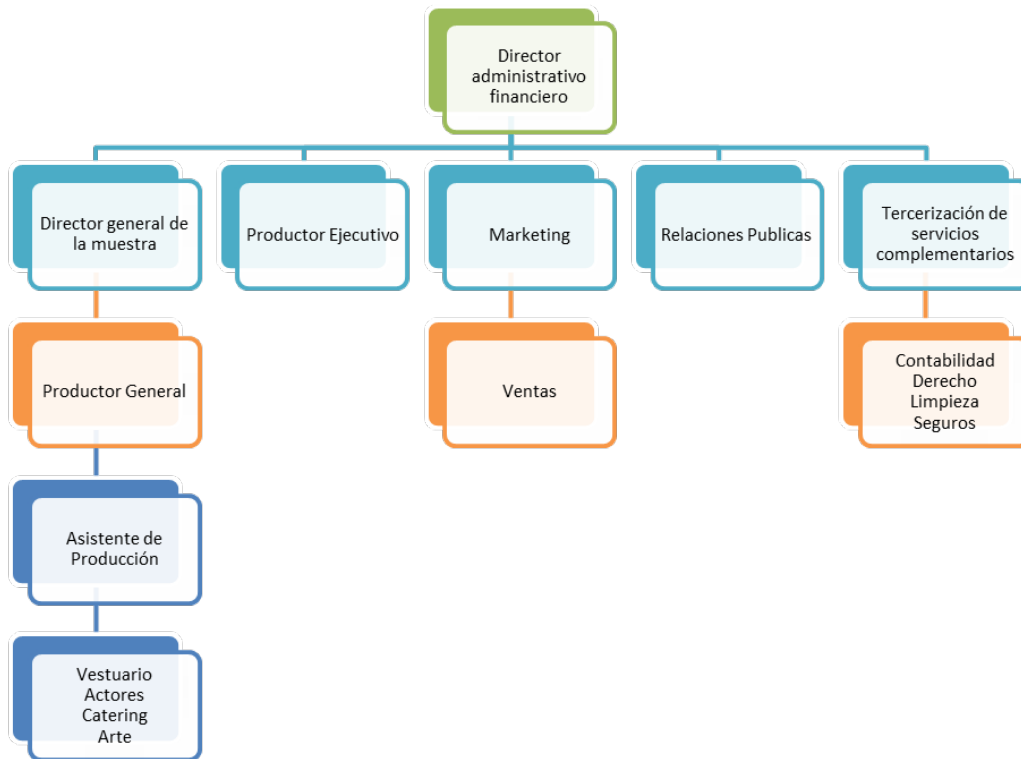 Director
administrativo
financiero
Director general de
la muestra
Productor Ejecutivo
Marketing
Relaciones Publicas
Tercerización de
servicios
complementarios
Productor General
Ventas
Contabilidad
Derecho
Limpieza
Seguros
Asistente de
Producción
Vestuario
Actores
Catering
Arte